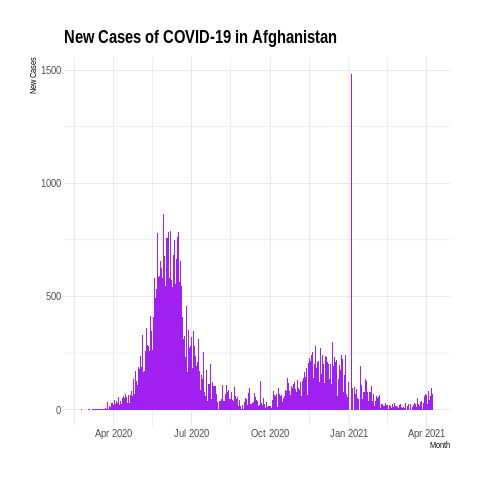 New Cases of COVID-19 in Afghanistan
New Cases
1500
1000
500
0
Apr 2020 Jul 2020 Oct 2020 Jan 2021 Apr 2021
Month